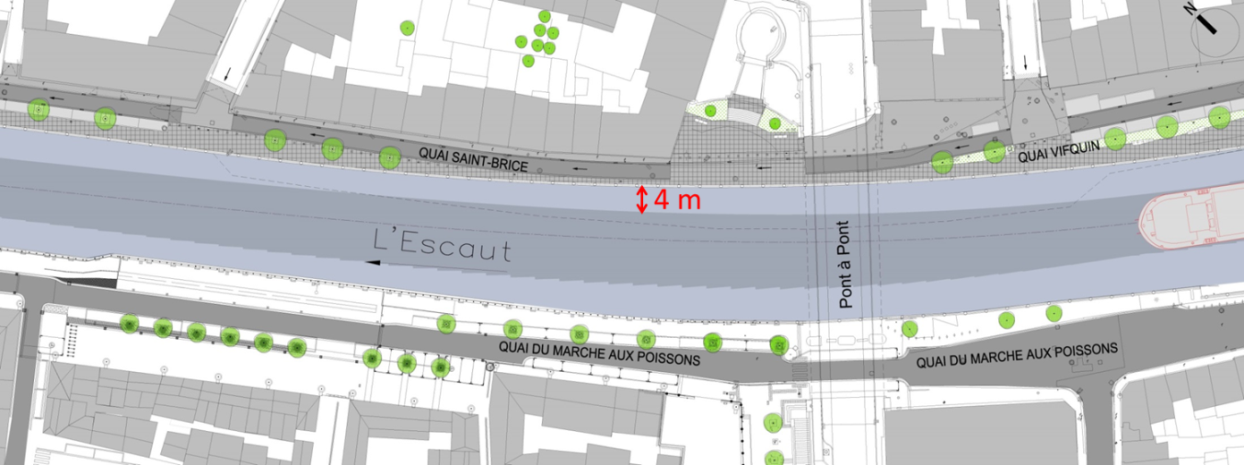 N
QUAI SAINT-BRICE
QUAI VIFQUIN
4 m
L'Escaut
Pont à Pont
QUAI DU MARCHE AUX POISSONS
QUAI DU MARCHE AUX POISSONS